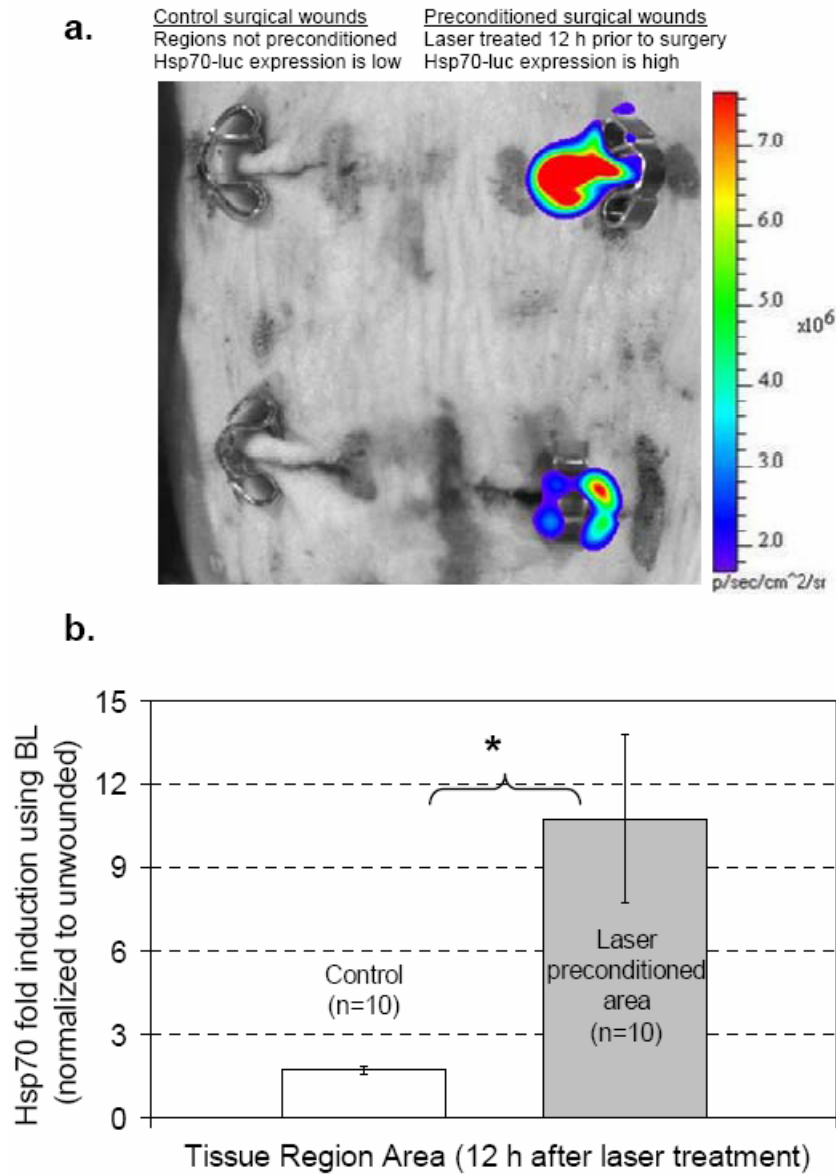 a.
Control surgical wounds
Regions not preconditioned
Hsp70-luc expression is low
Preconditioned surgical wounds
Laser treated 12 h prior to surgery
Hsp70-luc expression is high
7.0
6.0
5.0
x10^6
4.0
3.0
2.0
p/sec/cm^2/sr
b.
Hsp70 fold induction using BL
(normalized to unwounded)
15
12
9
6
3
0
*
Control
(n=10)
Laser
preconditioned
area
(n=10)
Tissue Region Area (12 h after laser treatment)